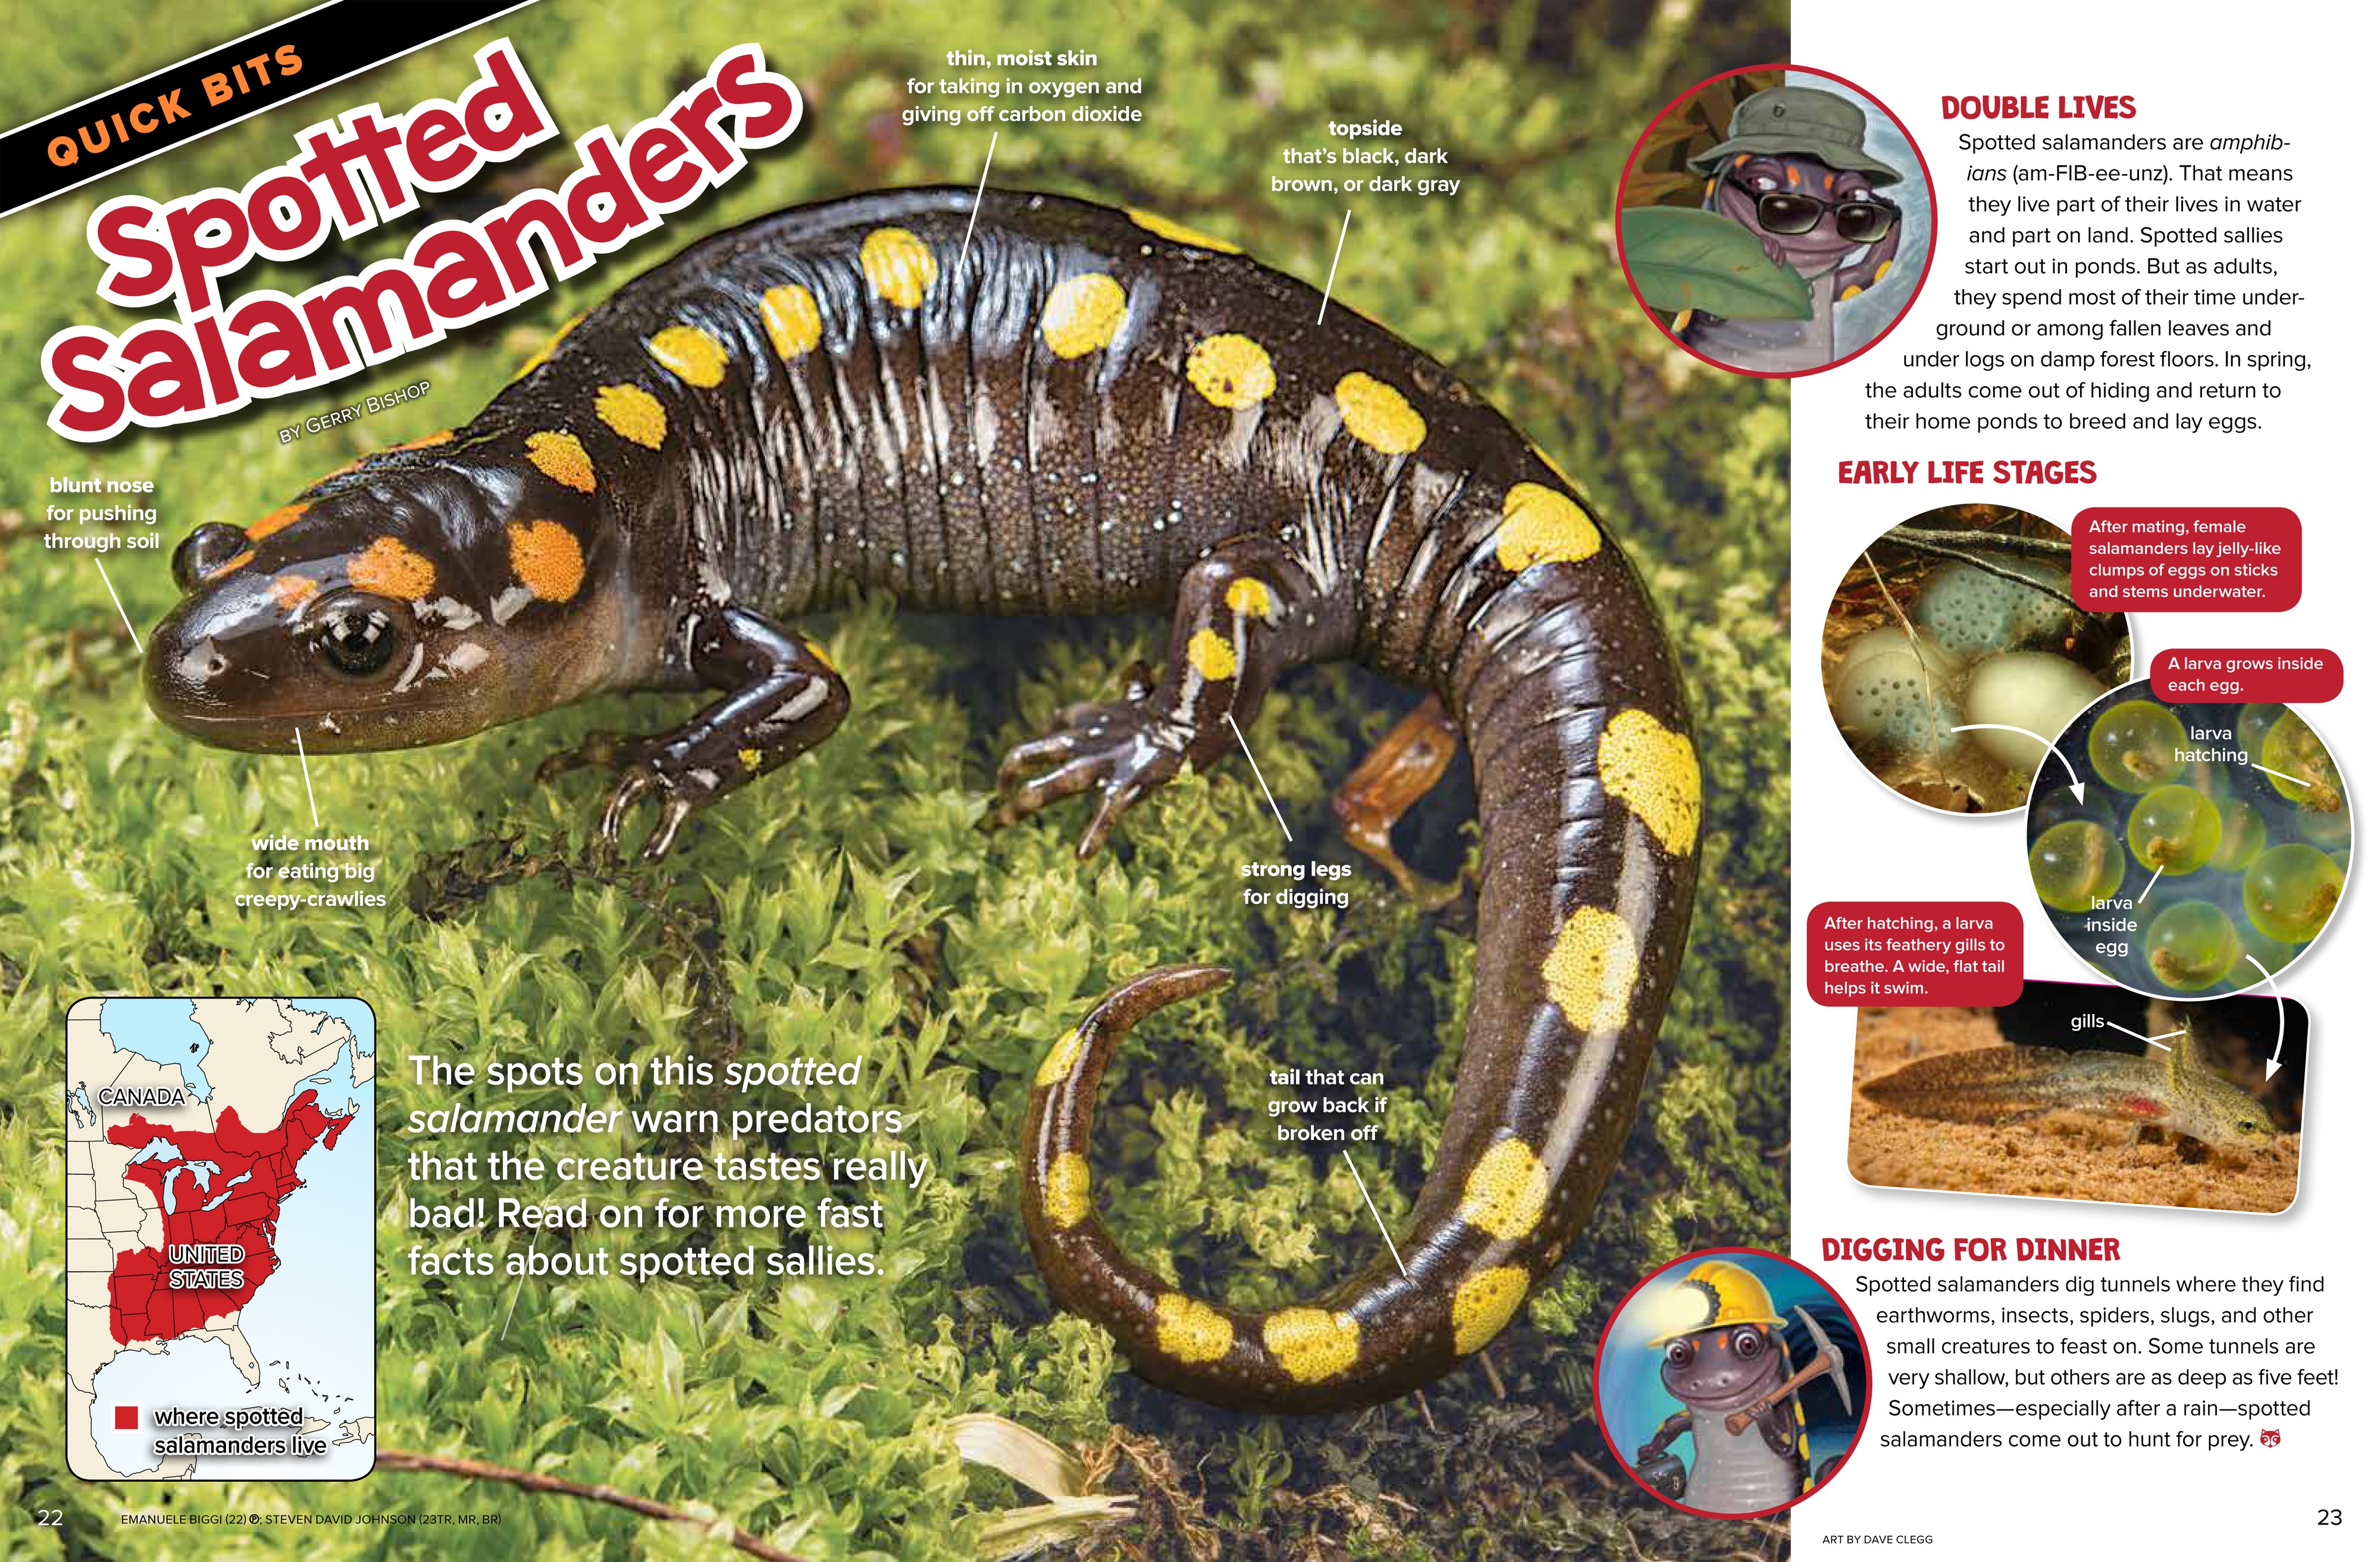 QUICK BITS
Spotted
Salamanders
BY GERRY BISHOP
thin, moist skin
for taking in oxygen and
giving off carbon dioxide
topside
that's black, dark
brown, or dark gray
blunt nose
for pushing
through soil
wide mouth
for eating big
creepy-crawlies
strong legs
for digging
tail that can
grow back if
broken off
The spots on this spotted
salamander warn predators
that the creature tastes really
bad! Read on for more fast
facts about spotted sallies.
CANADA
UNITED
STATES
where spotted
salamanders live
22
EMANUELE BIGGI (22) Ⓟ; STEVEN DAVID JOHNSON (23TR, MR, BR)
DOUBLE LIVES
Spotted salamanders are amphib-
ians (am-FIB-ee-unz). That means
they live part of their lives in water
and part on land. Spotted sallies
start out in ponds. But as adults,
they spend most of their time under-
ground or among fallen leaves and
under logs on damp forest floors. In spring,
the adults come out of hiding and return to
their home ponds to breed and lay eggs.
EARLY LIFE STAGES
After mating, female
salamanders lay jelly-like
clumps of eggs on sticks
and stems underwater.
A larva grows inside
each egg.
larva
hatching
larva
inside
egg
After hatching, a larva
uses its feathery gills to
breathe. A wide, flat tail
helps it swim.
gills
DIGGING FOR DINNER
Spotted salamanders dig tunnels where they find
earthworms, insects, spiders, slugs, and other
small creatures to feast on. Some tunnels are
very shallow, but others are as deep as five feet!
Sometimes—especially after a rain—spotted
salamanders come out to hunt for prey.
ART BY DAVE CLEGG
23